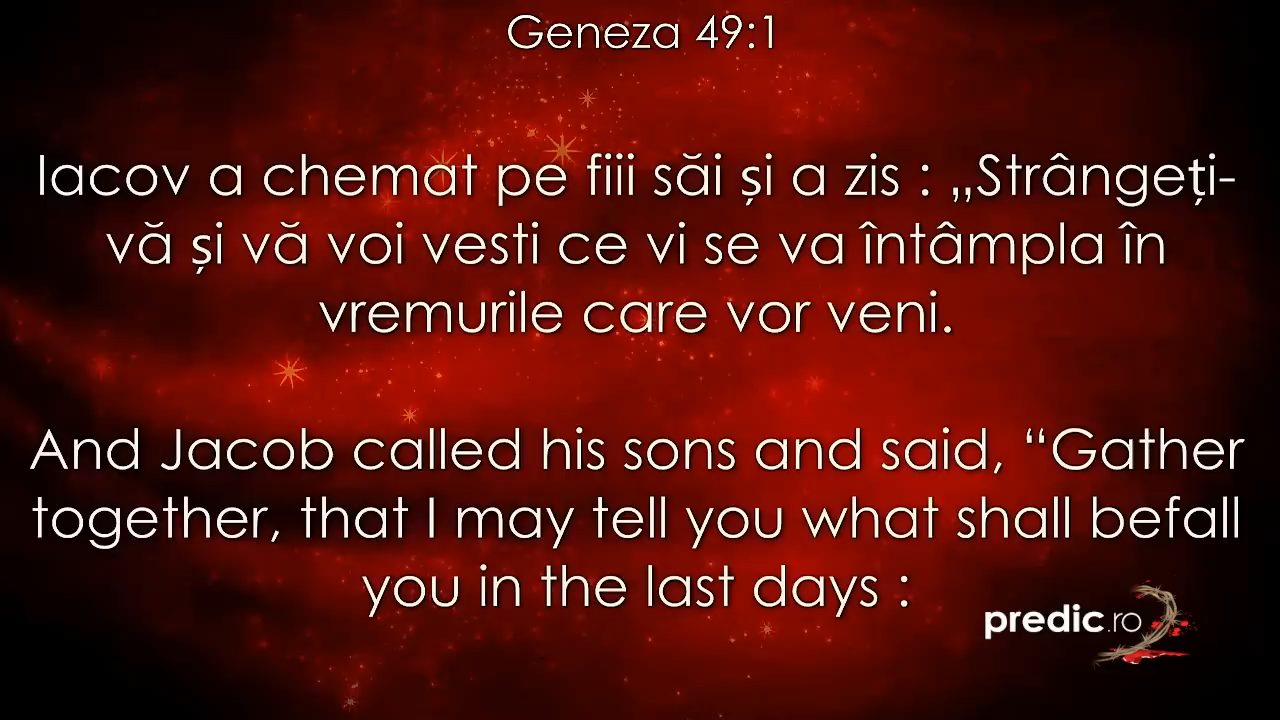 Geneza 49:1
Iacov a chemat pe fiii săi și a zis : „Strângeți-
vă și vă voi vesti ce vi se va întâmpla în
vremurile care vor veni.
And Jacob called his sons and said, “Gather
together, that I may tell you what shall befall
you in the last days :
predic.ro